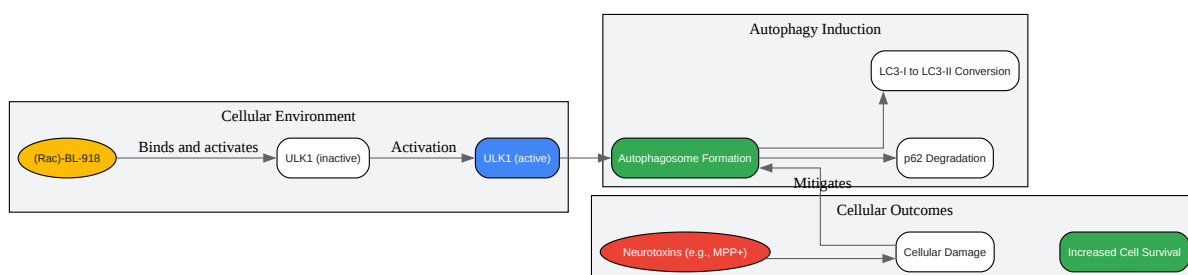 Autophagy Induction
LC3-I to LC3-II Conversion
Cellular Environment
(Rac)-BL-918
Binds and activates
ULK1 (inactive)
Activation
ULK1 (active)
Autophagosome Formation
p62 Degradation
Mitigates
Cellular Outcomes
Neurotoxins (e.g., MPP+)
Cellular Damage
Increased Cell Survival